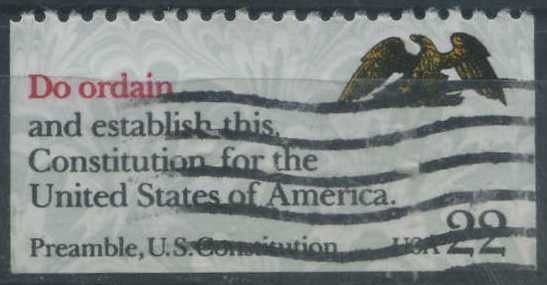 Do ordain
and establish this
Constitution for the
United States of America.
Preamble, U.S. Constitution USA 22